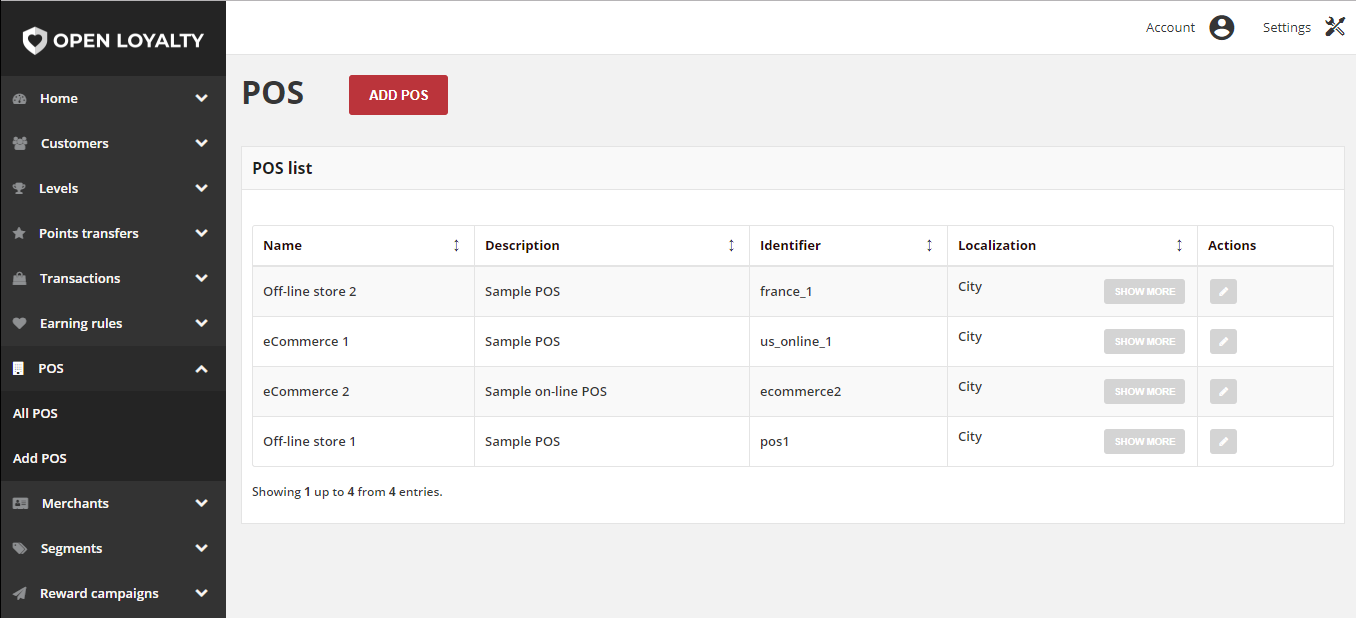 OPEN LOYALTY
Account
Settings
Home
Customers
Levels
Points transfers
Transactions
Earning rules
POS
All POS
Add POS
Merchants
Segments
Reward campaigns
POS
ADD POS
POS list
Name Description Identifier Localization Actions
Off-line store 2 Sample POS france_1 City SHOW MORE
eCommerce 1 Sample POS us_online_1 City SHOW MORE
eCommerce 2 Sample on-line POS ecommerce2 City SHOW MORE
Off-line store 1 Sample POS pos1 City SHOW MORE
Showing 1 up to 4 from 4 entries.